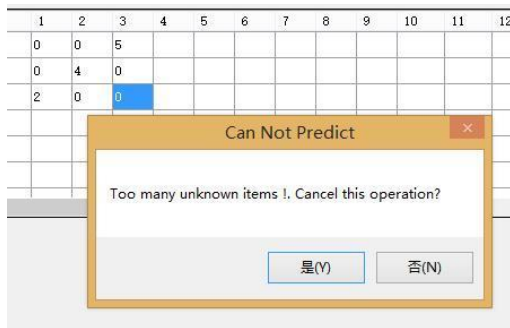 1 2 3 4 5 6 7 8 9 10 11 12
0 0 5
0 4 0
2 0 0
Can Not Predict
Too many unknown items !. Cancel this operation?
是(Y) 否(N)